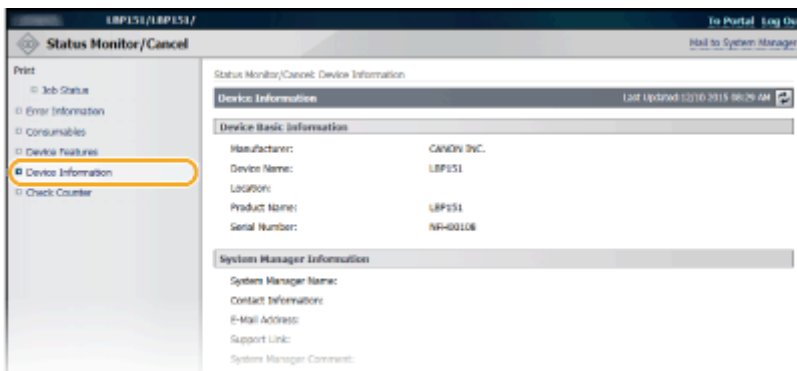 LBP151/LBP151/
To Portal Log Ou
Status Monitor/Cancel
Mail to System Manager
Print
Job Status
Error Information
Consumables
Device Features
Device Information
Check Counter
Status Monitor/Cancel: Device Information
Device Information
Last Updated:12/10 2015 08:29 AM
Device Basic Information
Manufacturer: CANON INC.
Device Name: LBP151
Location:
Product Name: LBP151
Serial Number:
System Manager Information
System Manager Name:
Contact Information:
E-Mail Address:
Support Link:
System Manager Comment: